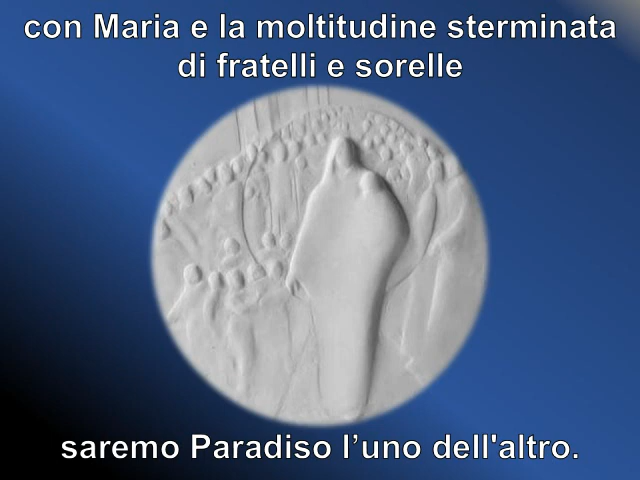 con Maria e la moltitudine sterminata
di fratelli e sorelle
saremo Paradiso l’uno dell'altro.